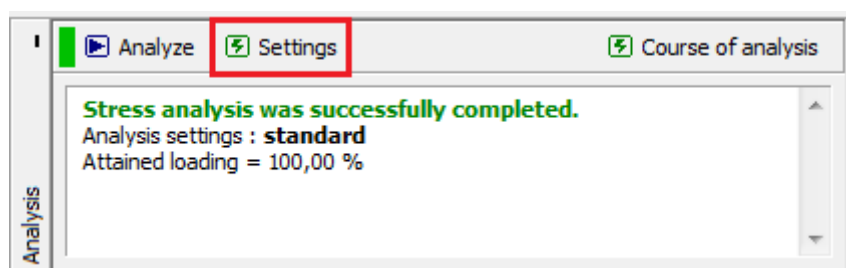 Analyze Settings Course of analysis
Stress analysis was successfully completed.
Analysis settings : standard
Attained loading = 100,00 %
Analysis